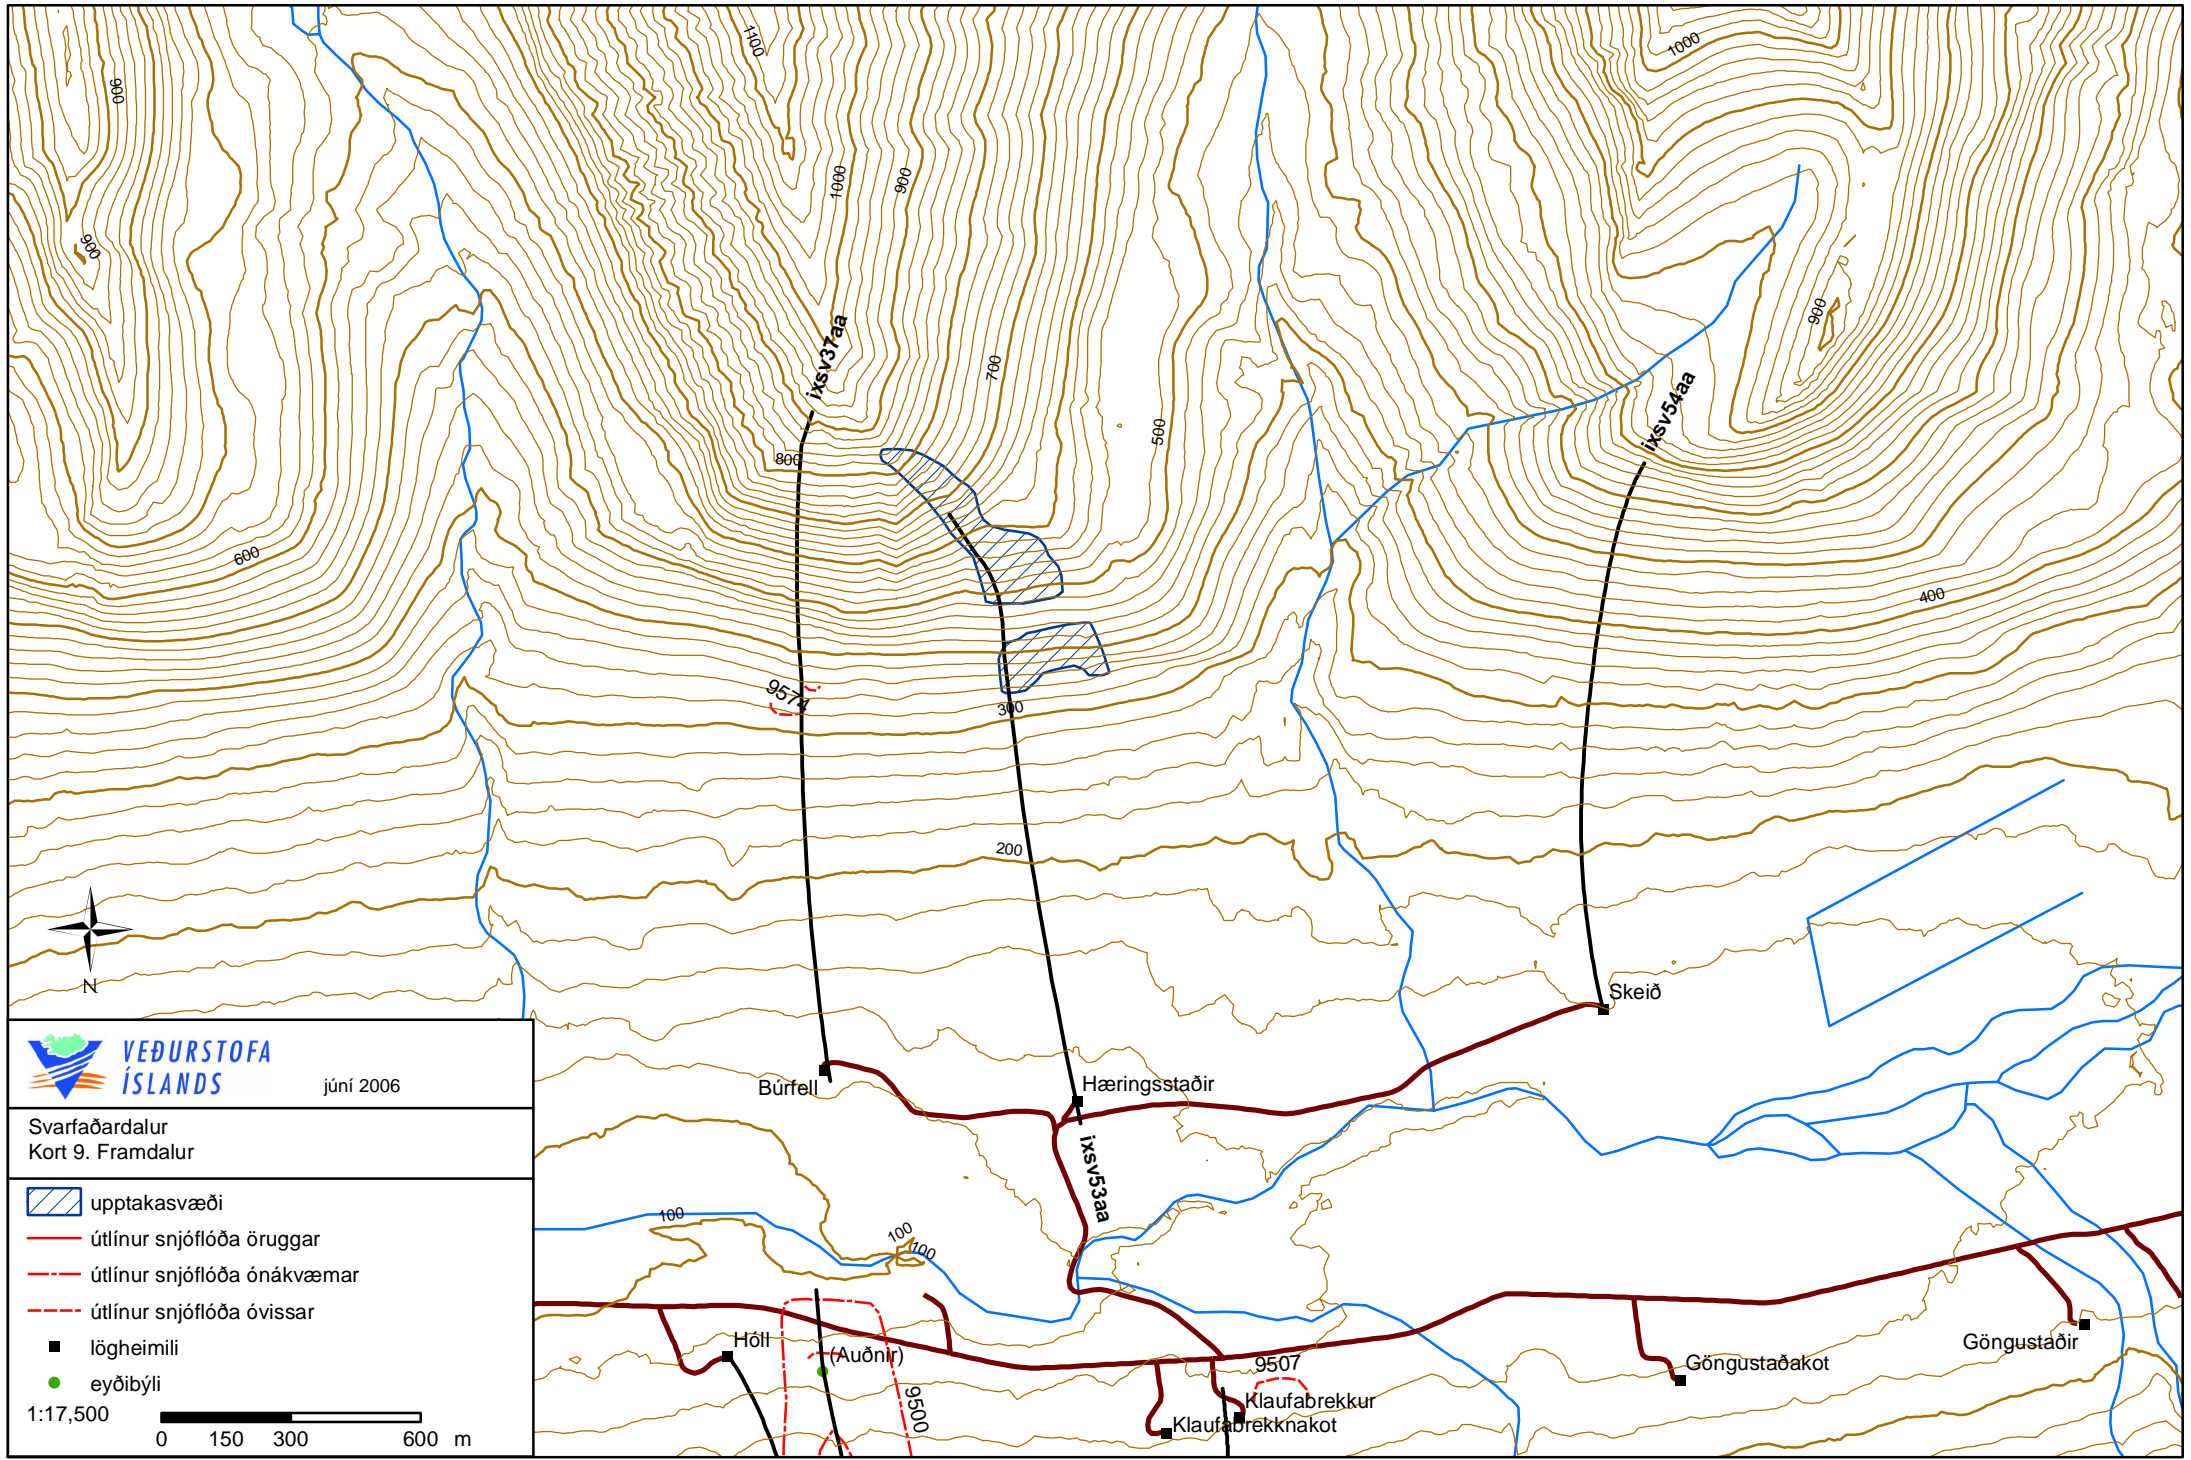 1100
1000
900
1000
900
900
900
ixsv37aa
700
500
ixsv54aa
800
600
400
9574
300
200
N
Skeið
Búrfell
Hæringsstaðir
ixsv53aa
VEÐURSTOFA
ÍSLANDS
júní 2006
Svarfaðardalur
Kort 9. Framdalur
upptakasvæði
útlínur snjóflóða öruggar
útlínur snjóflóða ónákvæmar
útlínur snjóflóða óvissar
lögheimili
eyðibýli
1:17,500
0 150 300 600 m
100
100
100
Hóll
(Auðnir)
9500
9507
Klaufabrekkur
Klaufabrekknakot
Göngustaðakot
Göngustaðir